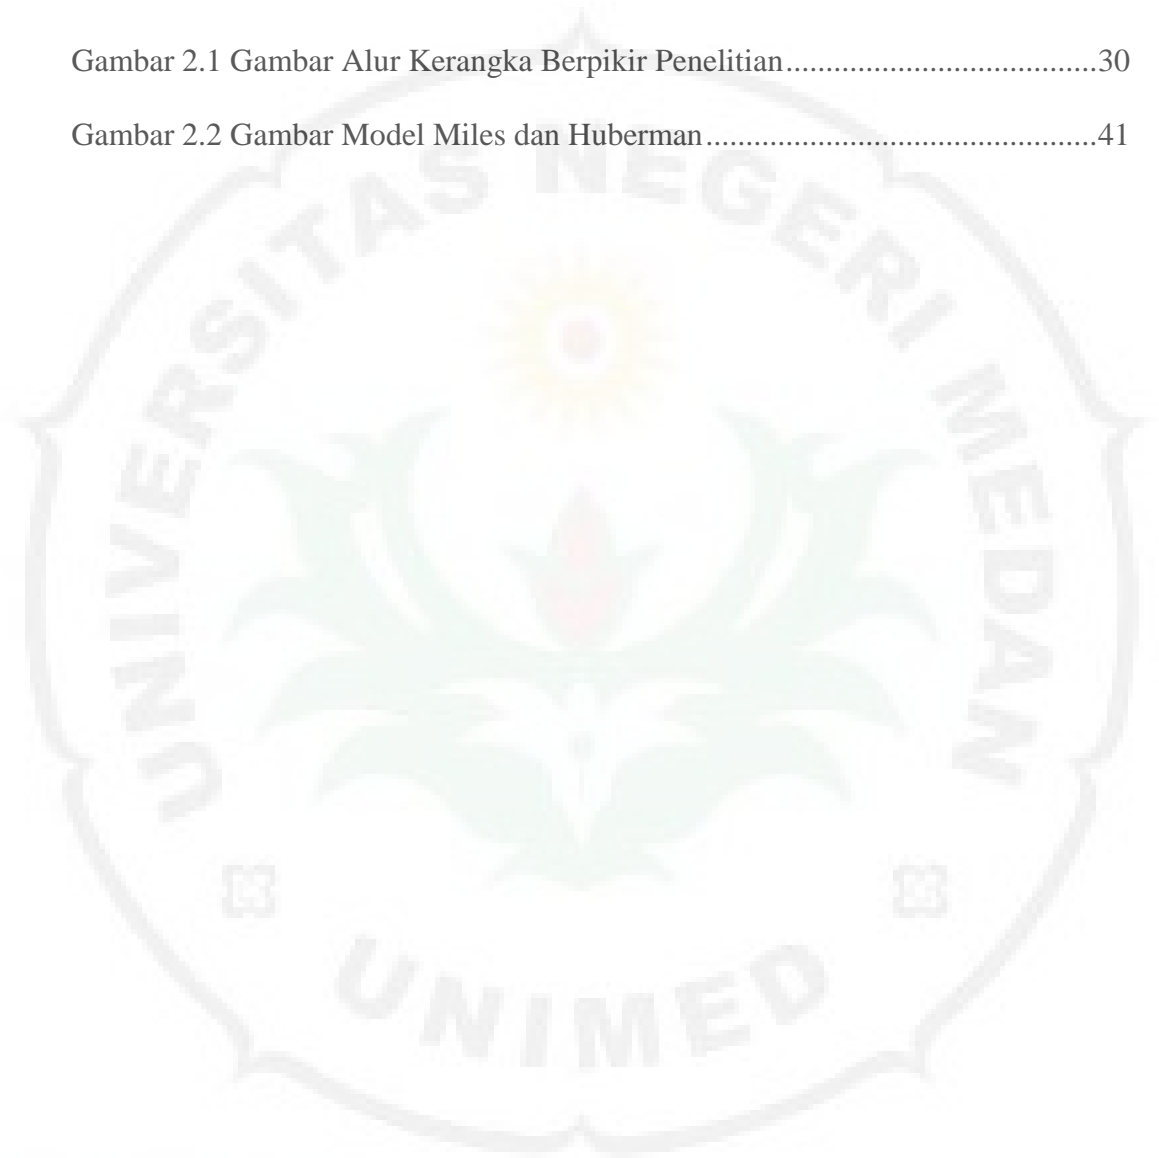 Gambar 2.1 Gambar Alur Kerangka Berpikir Penelitian.......................................30
Gambar 2.2 Gambar Model Miles dan Huberman.................................................41
UNIVERSITAS NEGERI MEDAN
UNIMED